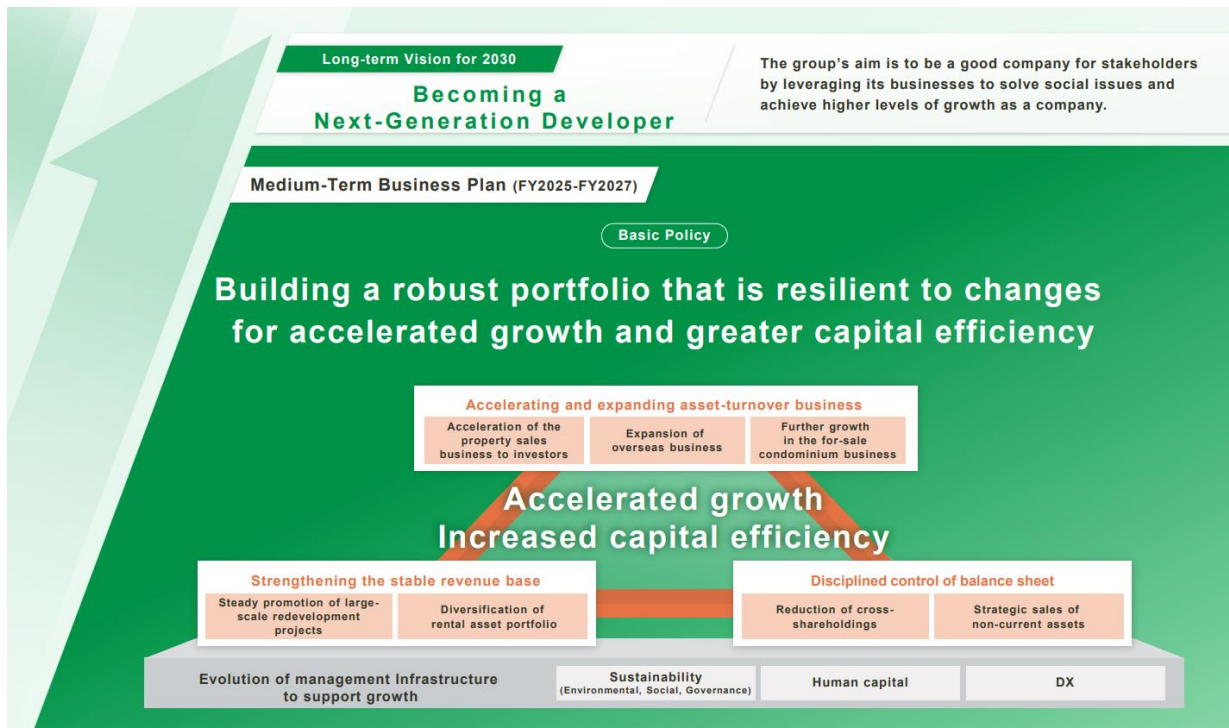 Long-term Vision for 2030
Becoming a
Next-Generation Developer
The group's aim is to be a good company for stakeholders
by leveraging its businesses to solve social issues and
achieve higher levels of growth as a company.
Medium-Term Business Plan (FY2025-FY2027)
Basic Policy
Building a robust portfolio that is resilient to changes
for accelerated growth and greater capital efficiency
Accelerating and expanding asset-turnover business
Acceleration of the
property sales
business to investors
Expansion of
overseas business
Further growth
in the for-sale
condominium business
Accelerated growth
Increased capital efficiency
Strengthening the stable revenue base
Steady promotion of large-
scale redevelopment
projects
Diversification of
rental asset portfolio
Disciplined control of balance sheet
Reduction of cross-
shareholdings
Strategic sales of
non-current assets
Evolution of management Infrastructure
to support growth
Sustainability
(Environmental, Social, Governance)
Human capital
DX